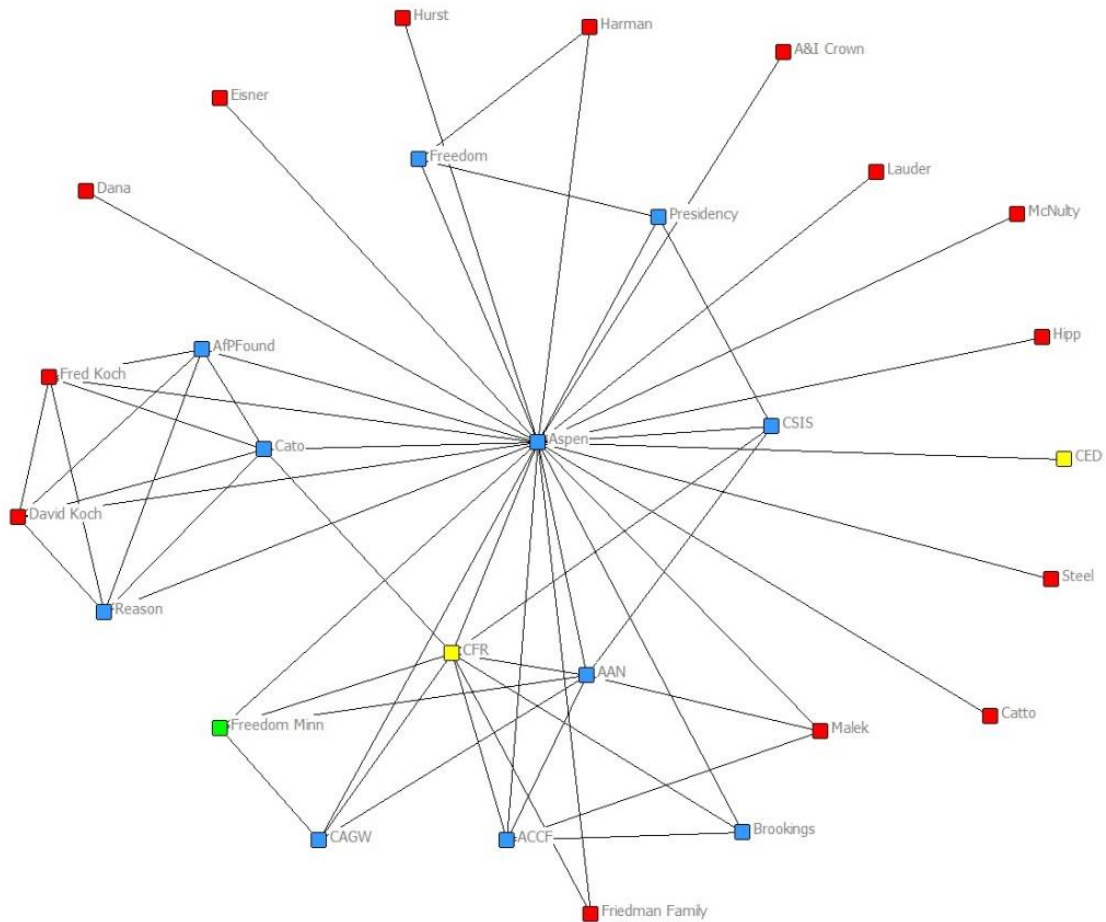 Hurst
Harman
A&I Crown
Eisner
Freedom
Lauder
Dana
Presidency
McNulty
Hipp
AfPFound
Fred Koch
CSIS
Aspen
Cato
CED
David Koch
Steel
Reason
CFR
AAN
Catto
Freedom Minn
Malek
Brookings
CAGW
ACCF
Friedman Family